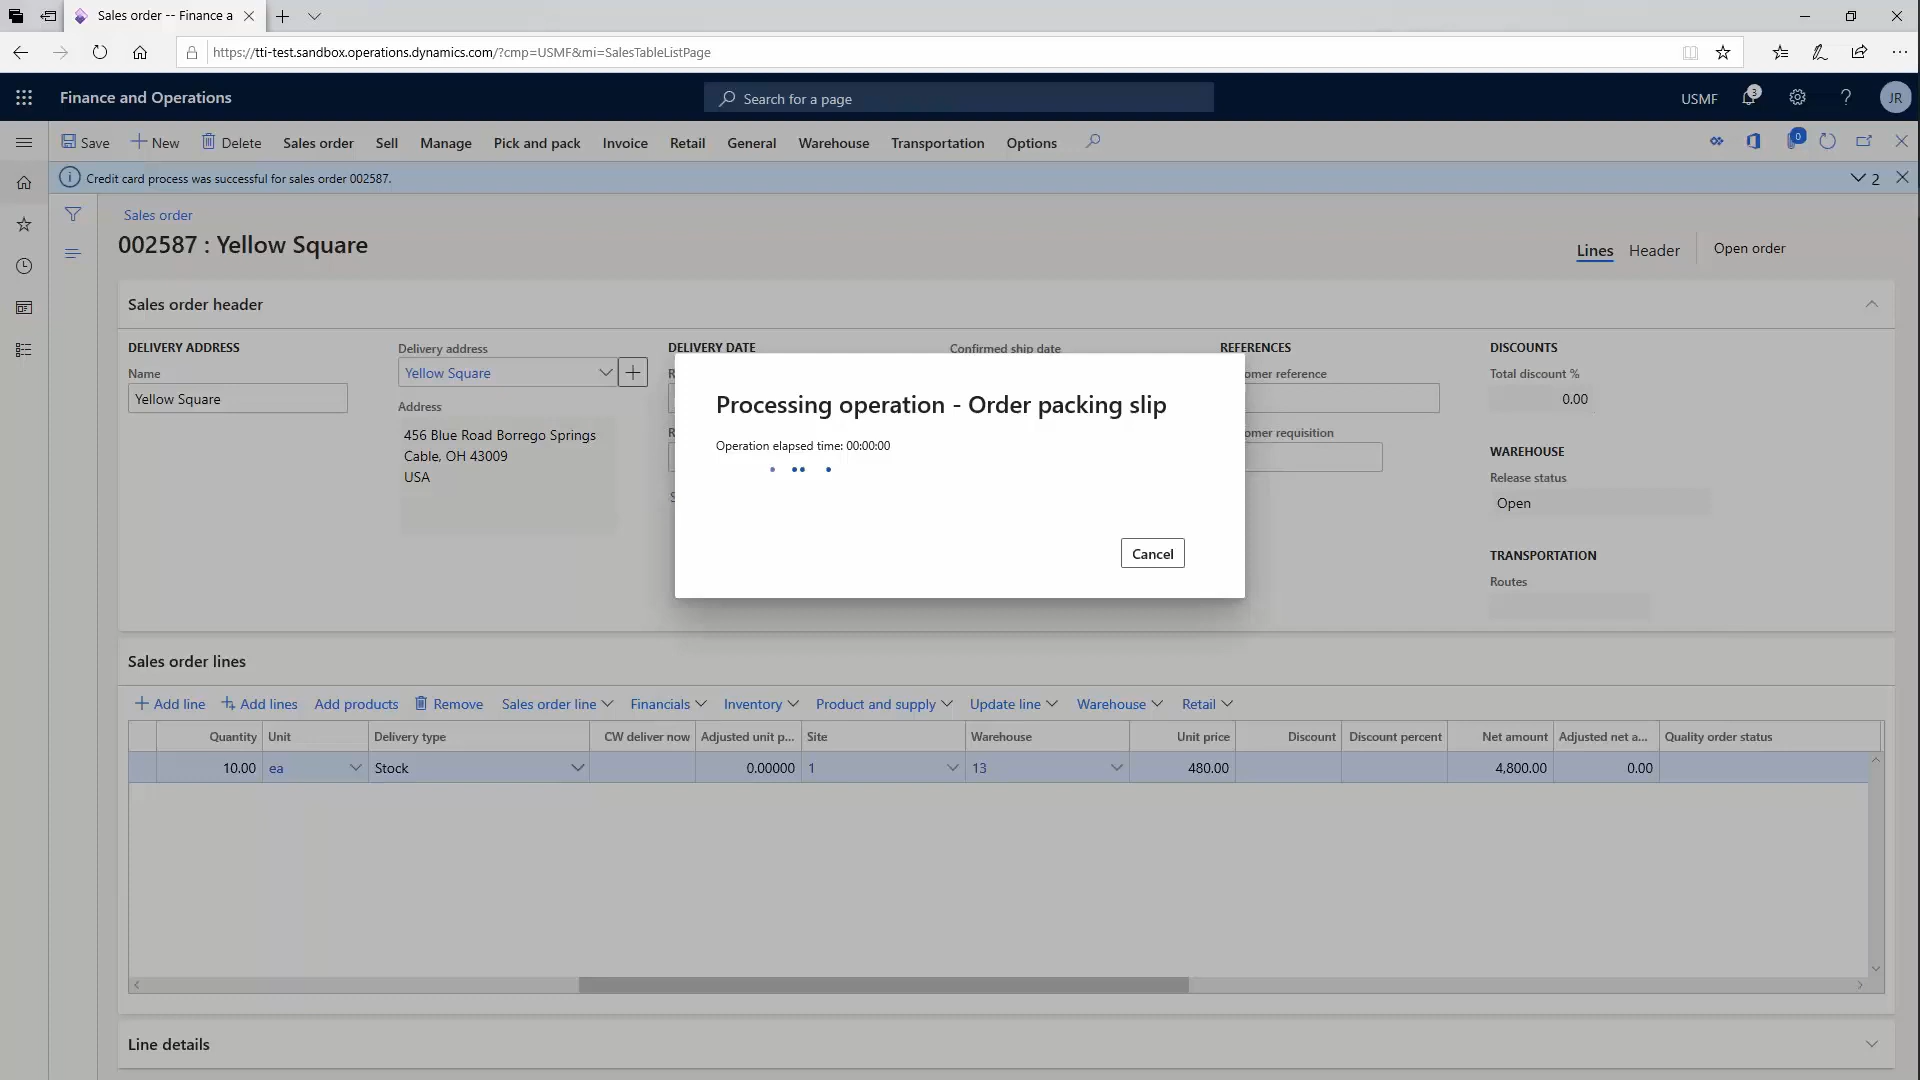 Sales order -- Finance a
https://tti-test.sandbox.operations.dynamics.com/?cmp=USMF&mi=SalesTableListPage
Finance and Operations
Search for a page
USMF
3
?
JR
Save
New
Delete
Sales order
Sell
Manage
Pick and pack
Invoice
Retail
General
Warehouse
Transportation
Options
0
Credit card process was successful for sales order 002587.
2
Sales order
002587 : Yellow Square
Lines
Header
Open order
Sales order header
DELIVERY ADDRESS
Name
Yellow Square
Delivery address
Yellow Square
Address
456 Blue Road Borrego Springs
Cable, OH 43009
USA
DELIVERY DATE
Confirmed ship date
REFERENCES
omer reference
omer requisition
DISCOUNTS
Total discount %
0.00
WAREHOUSE
Release status
Open
TRANSPORTATION
Routes
Processing operation - Order packing slip
Operation elapsed time: 00:00:00
Cancel
Sales order lines
Add line
Add lines
Add products
Remove
Sales order line
Financials
Inventory
Product and supply
Update line
Warehouse
Retail
Quantity Unit Delivery type CW deliver now Adjusted unit p... Site Warehouse Unit price Discount Discount percent Net amount Adjusted net a... Quality order status
10.00 ea Stock 0.00000 1 13 480.00 4,800.00 0.00
Line details